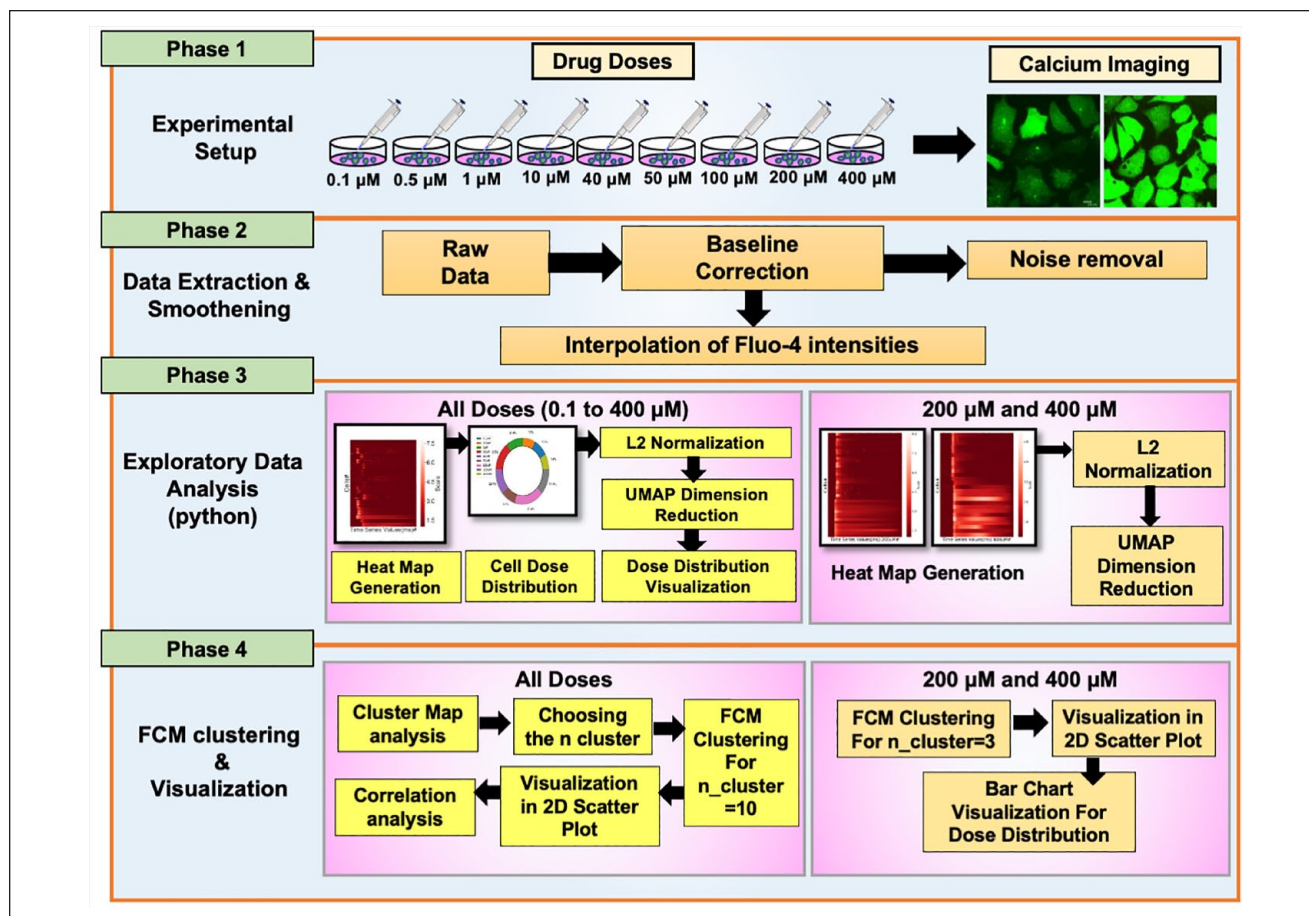 Phase 1
Drug Doses
Calcium Imaging
Experimental
Setup
0.1 µM 0.5 µM 1 µM 10 µM 40 µM 50 µM 100 µM 200 µM 400 µM
Phase 2
Data Extraction &
Smoothening
Raw
Data
Baseline
Correction
Noise removal
Interpolation of Fluo-4 intensities
Phase 3
Exploratory Data
Analysis
(python)
All Doses (0.1 to 400 µM)
Heat Map
Generation
Cell Dose
Distribution
L2 Normalization
UMAP Dimension
Reduction
Dose Distribution
Visualization
200 µM and 400 µM
Heat Map Generation
L2
Normalization
UMAP
Dimension
Reduction
Phase 4
FCM clustering
&
Visualization
All Doses
Cluster Map
analysis
Choosing
the n cluster
FCM
Clustering
For
n_cluster
=10
Visualization
in 2D Scatter
Plot
Correlation
analysis
200 µM and 400 µM
FCM Clustering
For n_cluster=3
Visualization in
2D Scatter Plot
Bar Chart
Visualization For
Dose Distribution